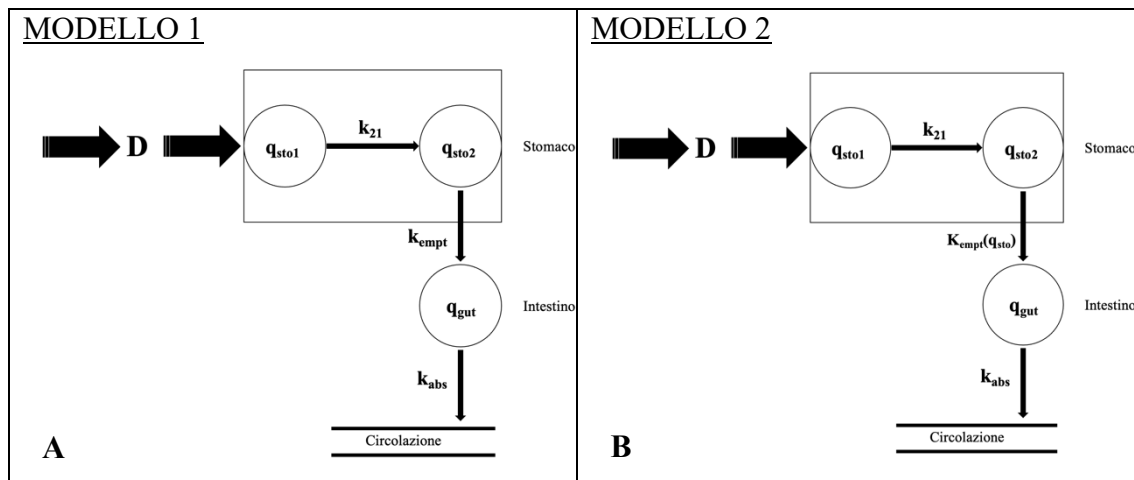 MODELLO 1
D
qsto1
k21
qsto2
Stomaco
kempt
qgut
Intestino
kabs
Circolazione
A
MODELLO 2
D
qsto1
k21
qsto2
Stomaco
Kempt(qsto)
qgut
Intestino
kabs
Circolazione
B